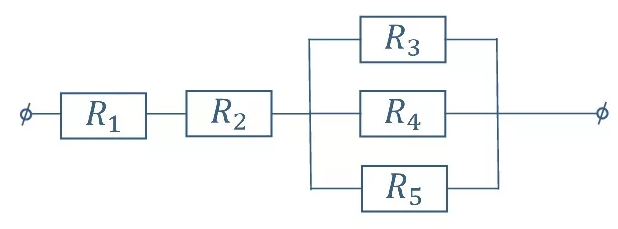 R₃
R₁ R₂ R₄
R₅